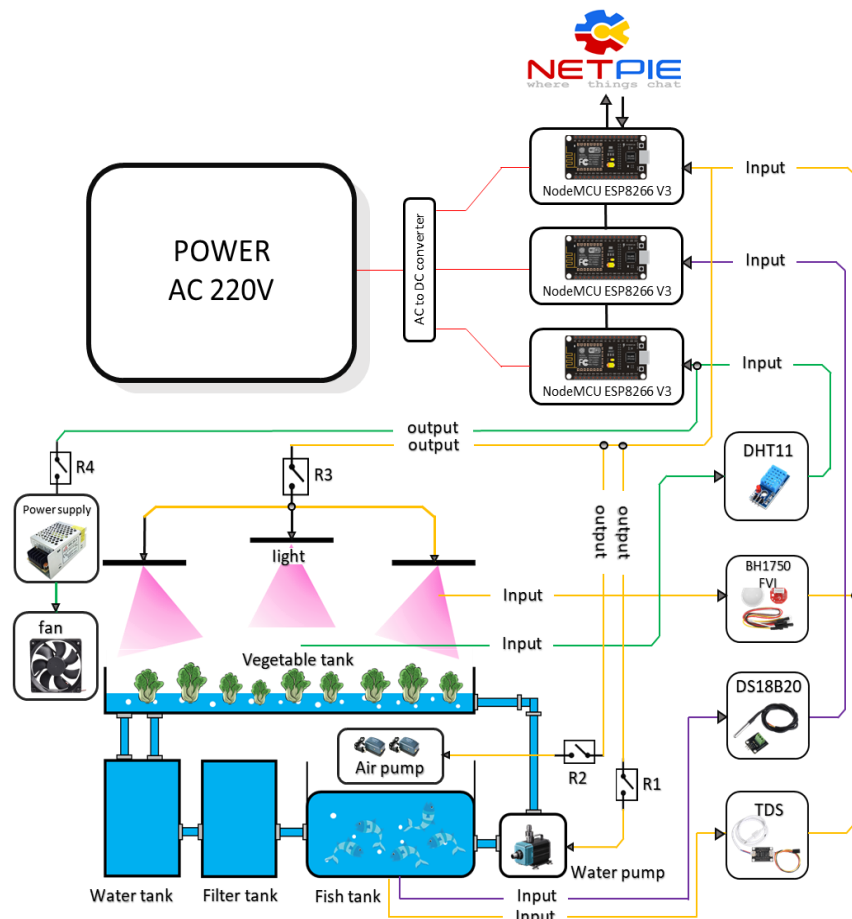 NETPIE
where things chat
NodeMCU ESP8266 V3
Input
POWER
AC 220V
AC to DC converter
NodeMCU ESP8266 V3
Input
NodeMCU ESP8266 V3
Input
output
output
R4
R3
DHT11
Power supply
output
output
light
BH1750
FVI
Input
fan
Input
Vegetable tank
DS18B20
Air pump
R2
R1
TDS
Water tank
Filter tank
Fish tank
Water pump
Input
Input